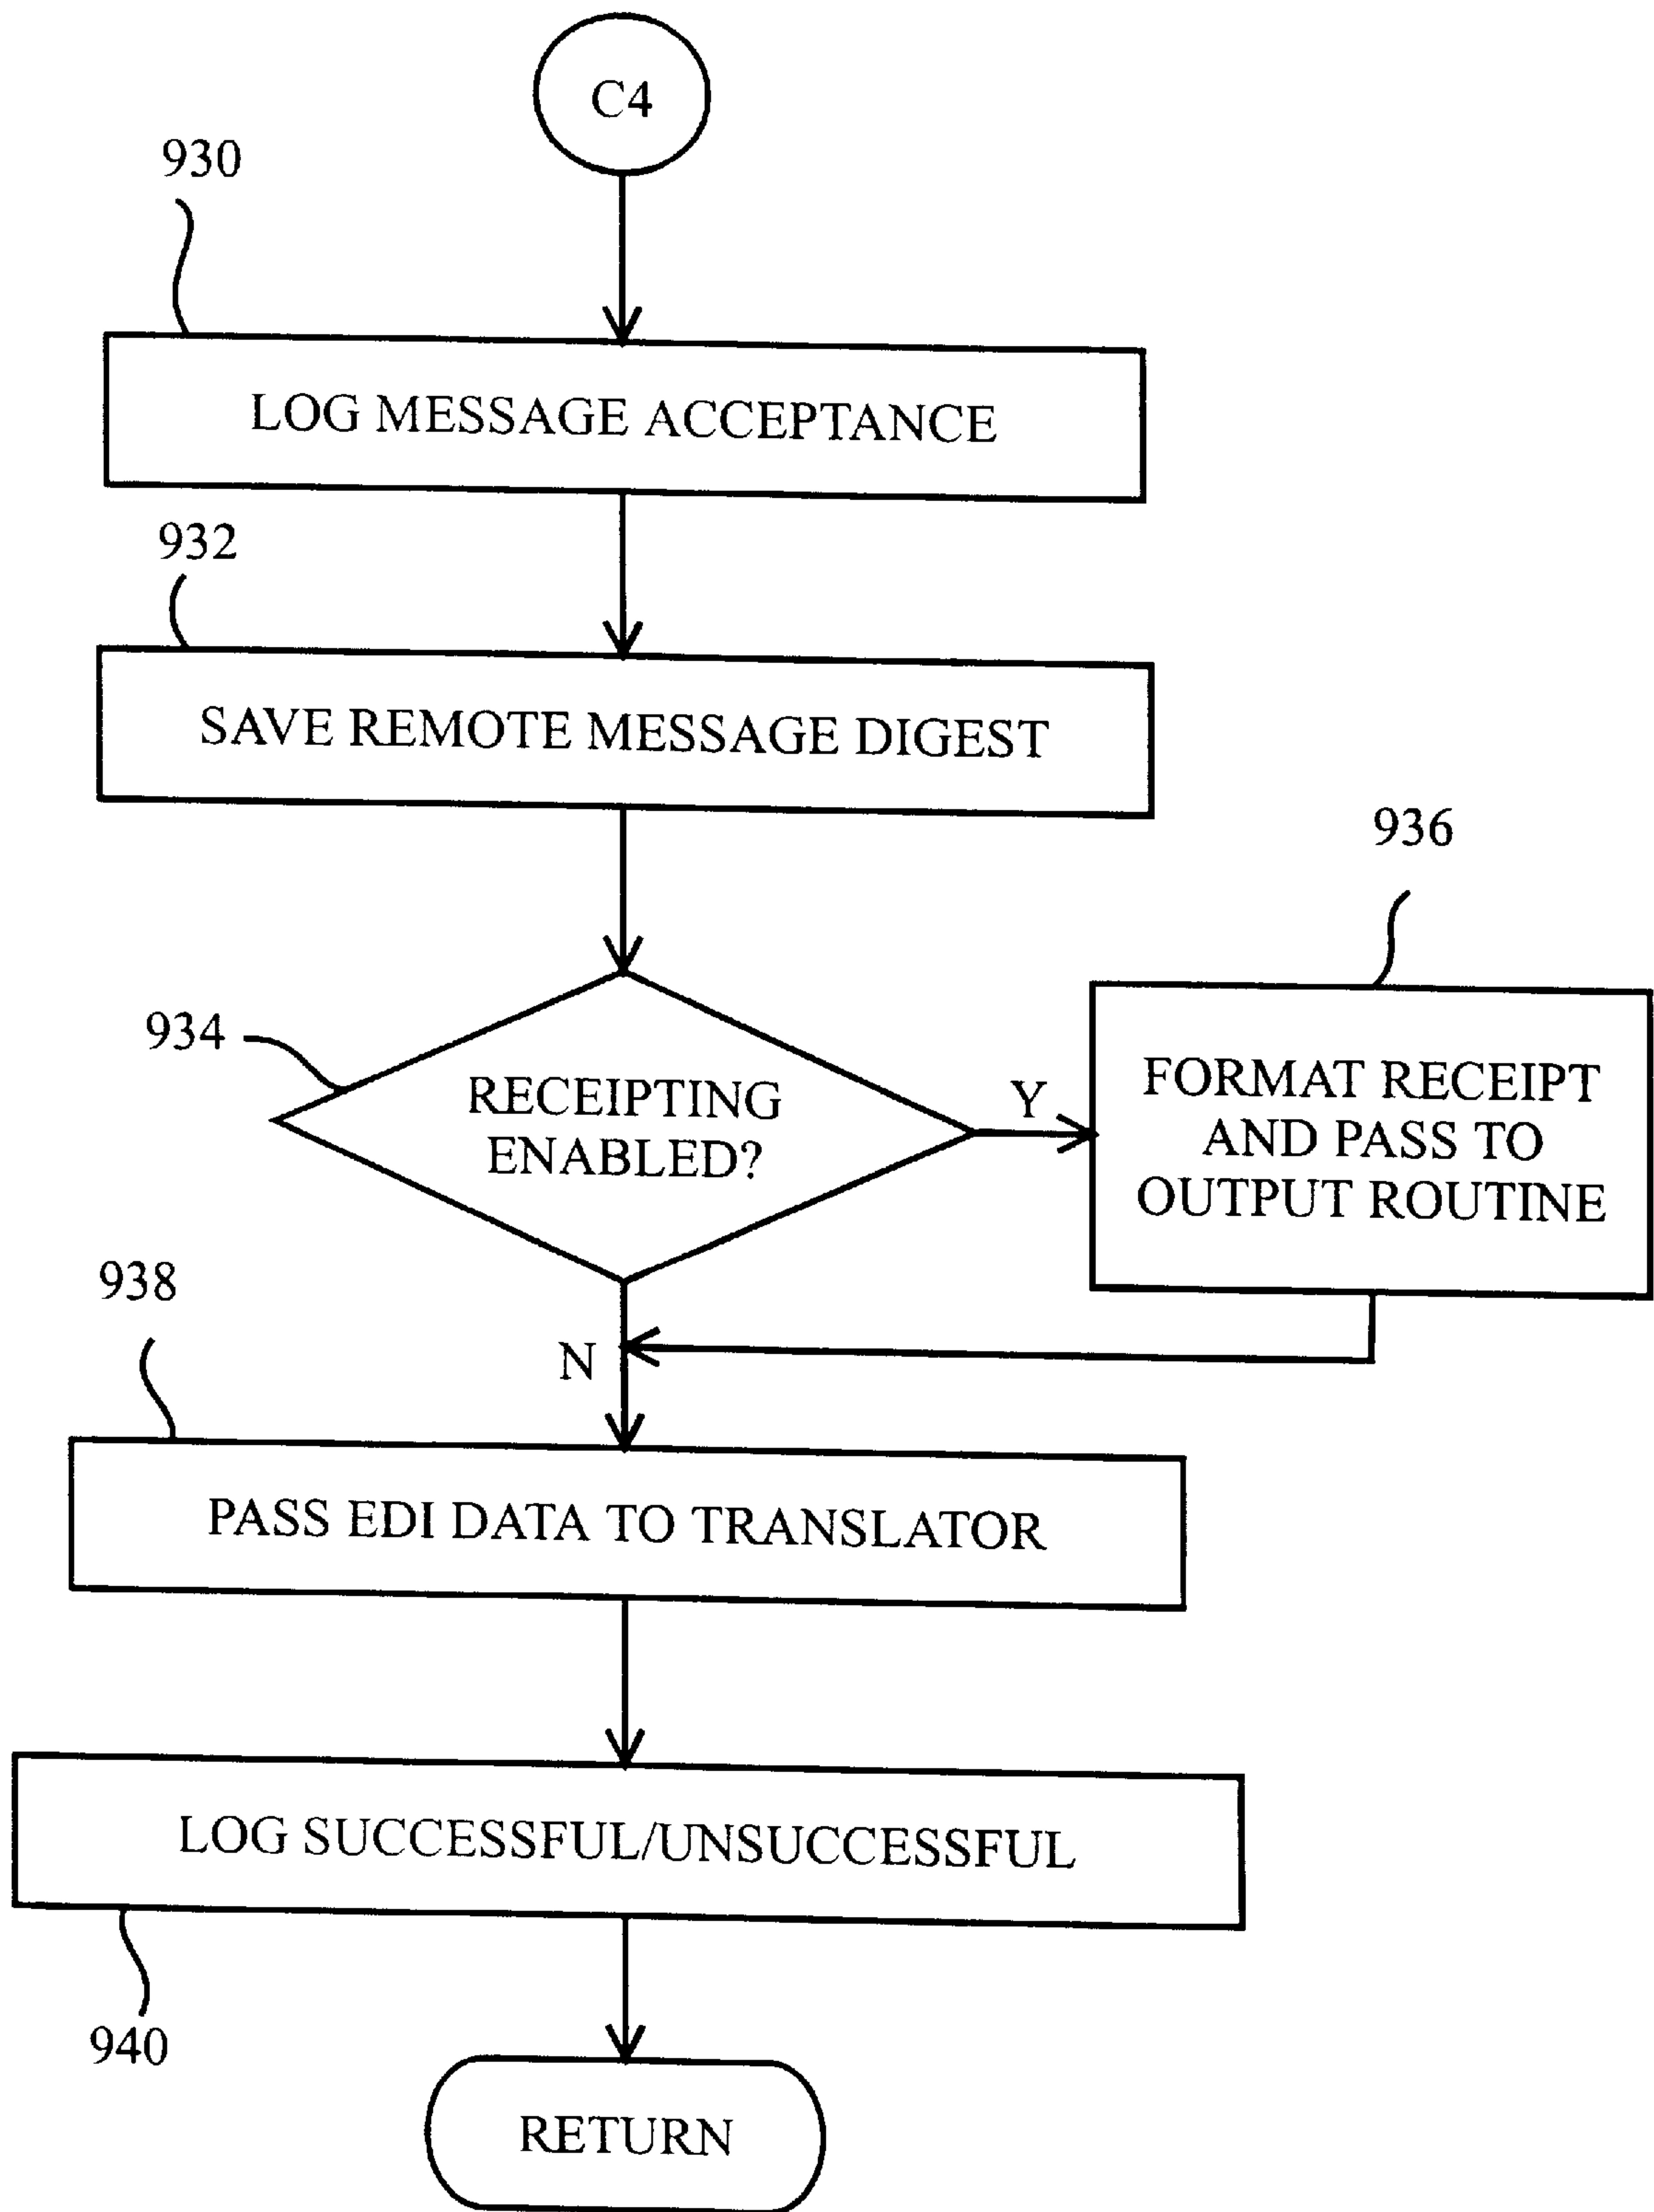 C4
930
LOG MESSAGE ACCEPTANCE
932
SAVE REMOTE MESSAGE DIGEST
934
RECEIPTING
ENABLED?
Y
936
FORMAT RECEIPT
AND PASS TO
OUTPUT ROUTINE
N
938
PASS EDI DATA TO TRANSLATOR
LOG SUCCESSFUL/UNSUCCESSFUL
940
RETURN